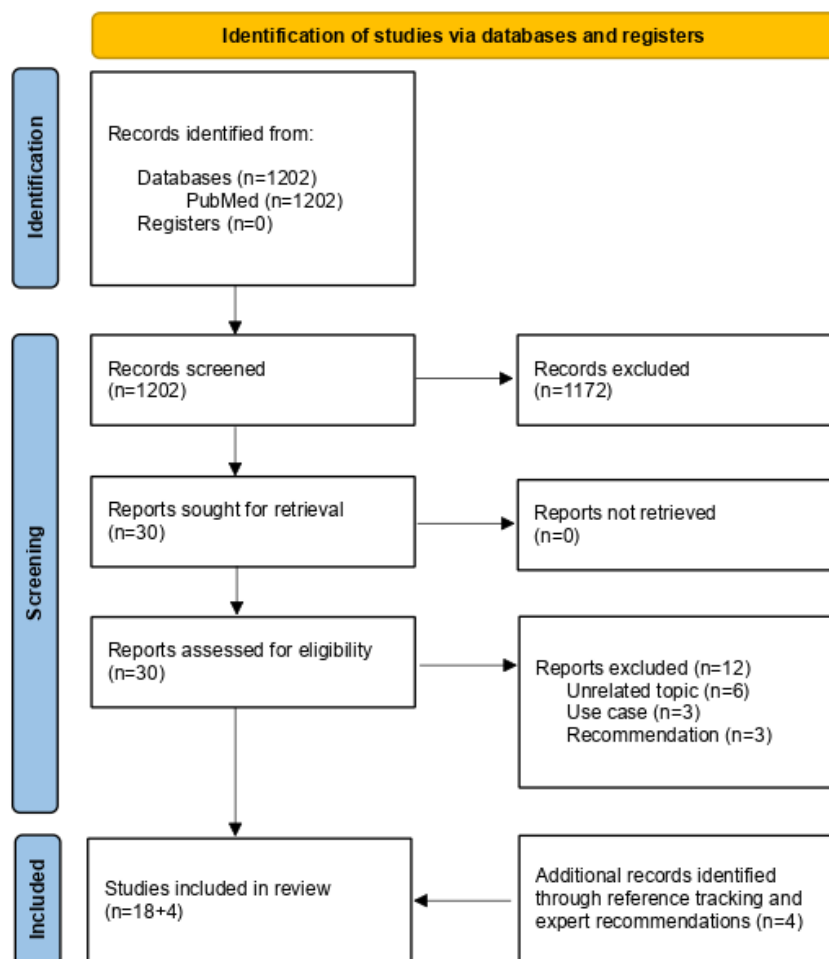 Identification of studies via databases and registers
Identification
Records identified from:
Databases (n=1202)
PubMed (n=1202)
Registers (n=0)
Screening
Records screened
(n=1202)
Records excluded
(n=1172)
Reports sought for retrieval
(n=30)
Reports not retrieved
(n=0)
Reports assessed for eligibility
(n=30)
Reports excluded (n=12)
Unrelated topic (n=6)
Use case (n=3)
Recommendation (n=3)
Included
Studies included in review
(n=18+4)
Additional records identified
through reference tracking and
expert recommendations (n=4)